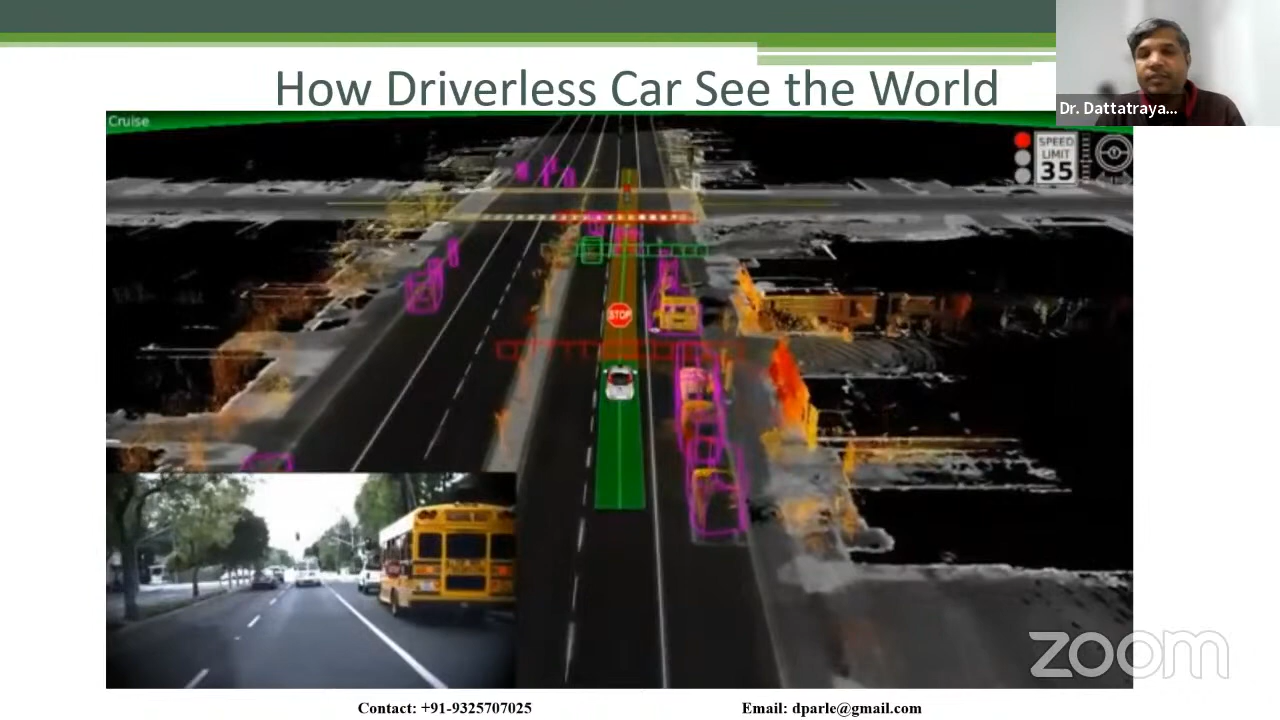 How Driverless Car See the World
Dr. Dattatraya...
Cruise
SPEED
LIMIT
35
STOP
zoom
Contact: +91-9325707025
Email: dparle@gmail.com